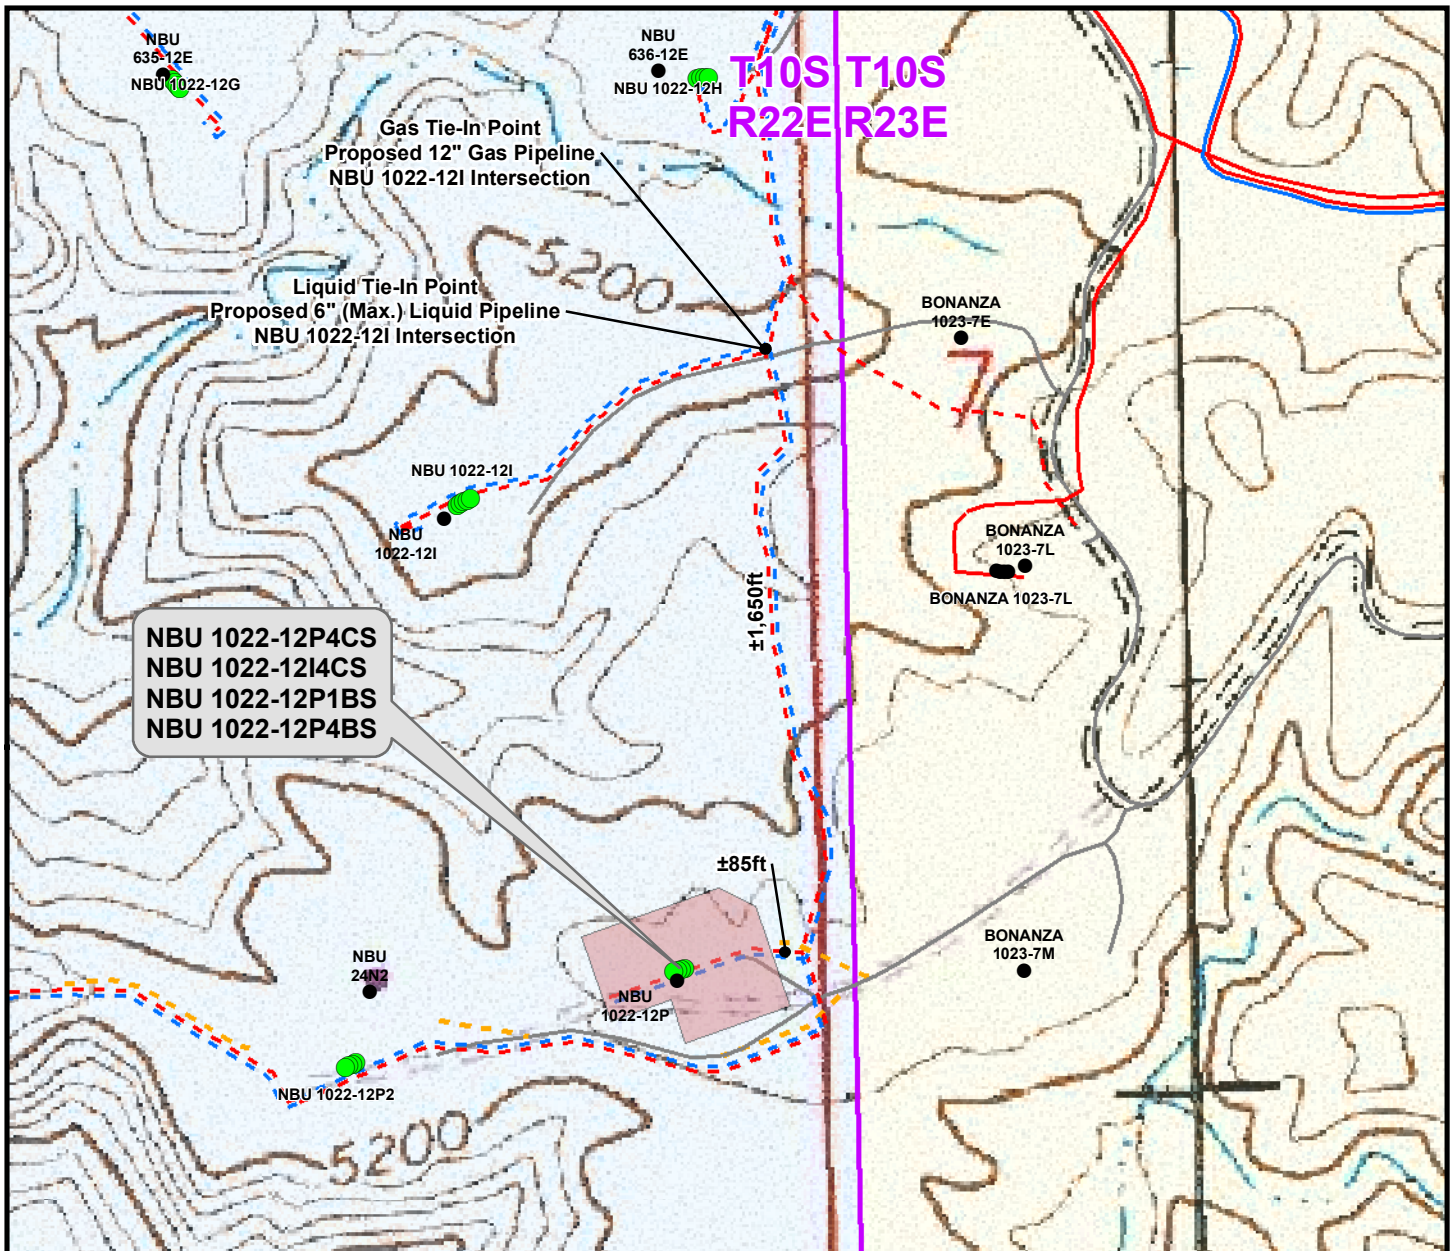 NBU
635-12E
NBU 1022-12G
NBU
636-12E
NBU 1022-12H
T10S T10S
R22E R23E
Gas Tie-In Point
Proposed 12" Gas Pipeline
NBU 1022-12I Intersection
5200
Liquid Tie-In Point
Proposed 6" (Max.) Liquid Pipeline
NBU 1022-12I Intersection
BONANZA
1023-7E
7
NBU 1022-12I
NBU
1022-12I
BONANZA
1023-7L
BONANZA 1023-7L
±1,650ft
NBU 1022-12P4CS
NBU 1022-12I4CS
NBU 1022-12P1BS
NBU 1022-12P4BS
±85ft
NBU
24N2
NBU
1022-12P
BONANZA
1023-7M
NBU 1022-12P2
5200